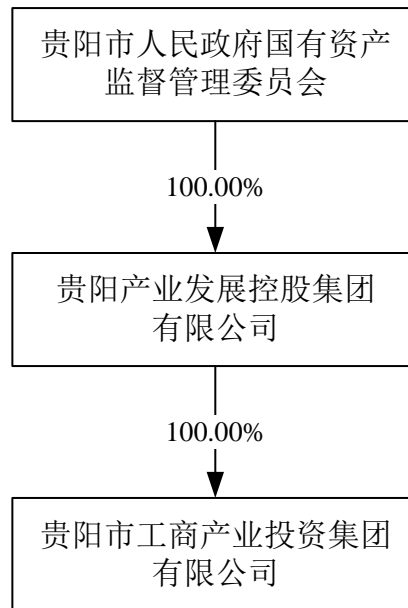 贵阳市人民政府国有资产
监督管理委员会
100.00%
贵阳产业发展控股集团
有限公司
100.00%
贵阳市工商产业投资集团
有限公司